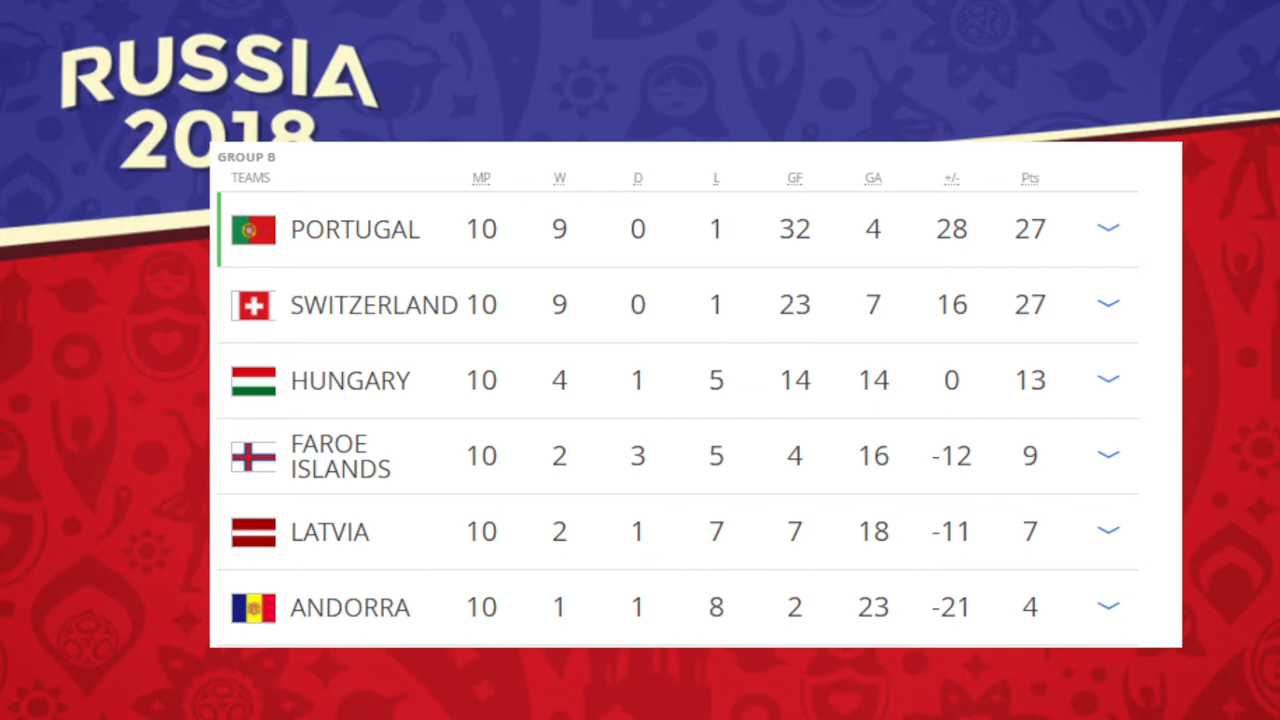 RUSSIA
2018
GROUP B
TEAMS MP W D L GF GA +/- Pts
PORTUGAL 10 9 0 1 32 4 28 27
SWITZERLAND 10 9 0 1 23 7 16 27
HUNGARY 10 4 1 5 14 14 0 13
FAROE
ISLANDS 10 2 3 5 4 16 -12 9
LATVIA 10 2 1 7 7 18 -11 7
ANDORRA 10 1 1 8 2 23 -21 4